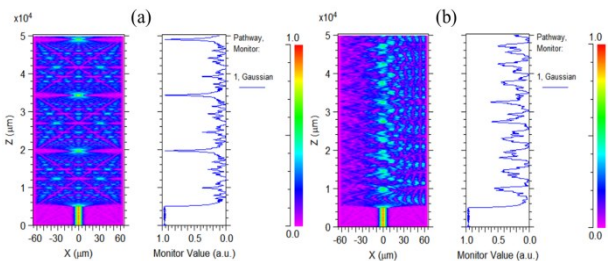 (a)
x10⁴
5
4
3
2
1
0
Z (μm)
-60 -30 0 30 60
X (μm)
1.0 0.5 0.0
Monitor Value (a.u.)
Pathway,
Monitor:
1, Gaussian
1.0
0.0
(b)
x10⁴
5
4
3
2
1
0
Z (μm)
-60 -30 0 30 60
X (μm)
1.0 0.5 0.0
Monitor Value (a.u.)
Pathway,
Monitor:
1, Gaussian
1.0
0.0